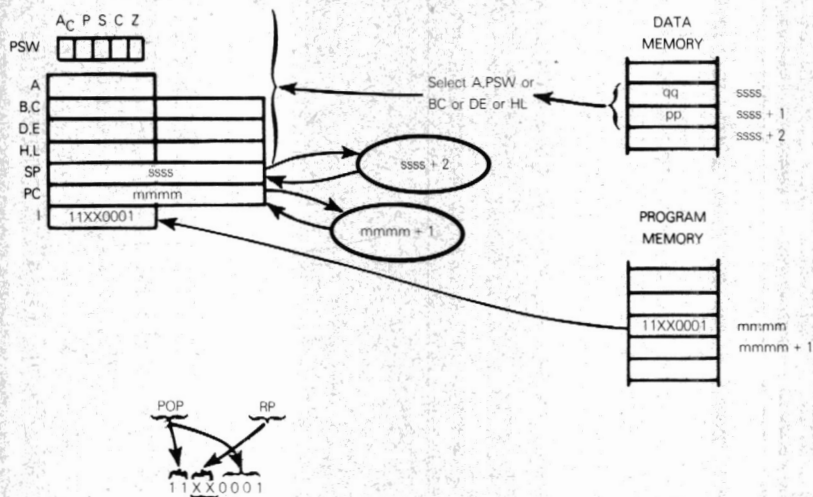 A_C P S C Z
PSW
A
B,C
D,E
H,L
SP ssss
PC mmmm
I 11XX0001
Select A,PSW or
BC or DE or HL
ssss + 2
mmmm + 1
DATA
MEMORY
qq ssss
pp ssss + 1
ssss + 2
PROGRAM
MEMORY
11XX0001 mmmm
mmmm + 1
POP RP
11XX0001